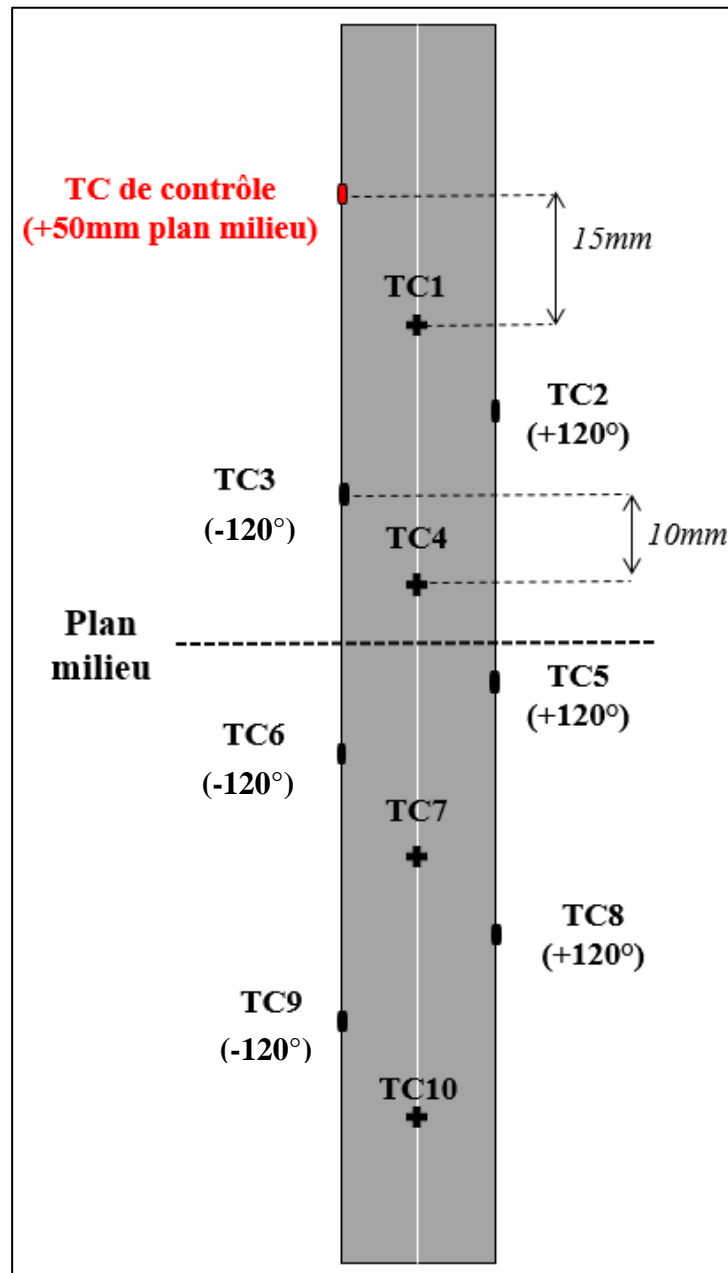 TC de contrôle
(+50mm plan milieu)
15mm
TC1
TC2
(+120°)
TC3
(-120°)
TC4
10mm
Plan
milieu
TC5
(+120°)
TC6
(-120°)
TC7
TC8
(+120°)
TC9
(-120°)
TC10